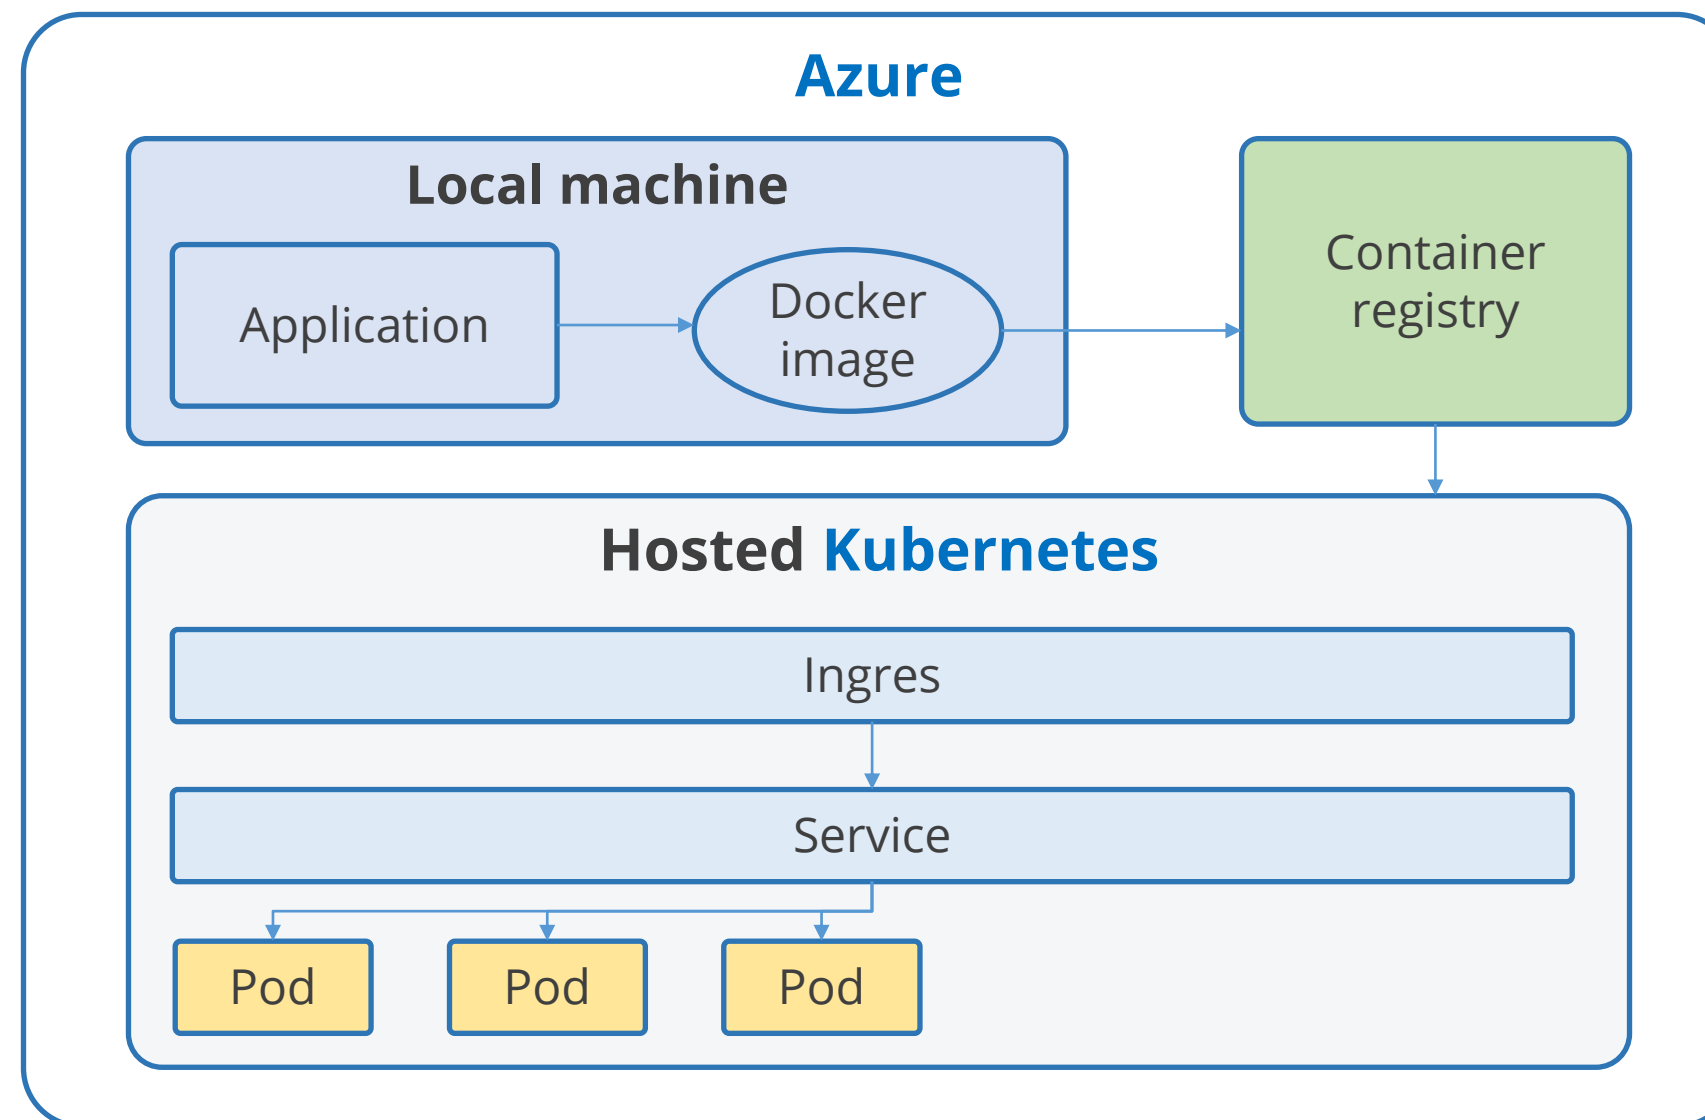 Azure
Local machine
Application
Docker
image
Container
registry
Hosted Kubernetes
Ingres
Service
Pod
Pod
Pod